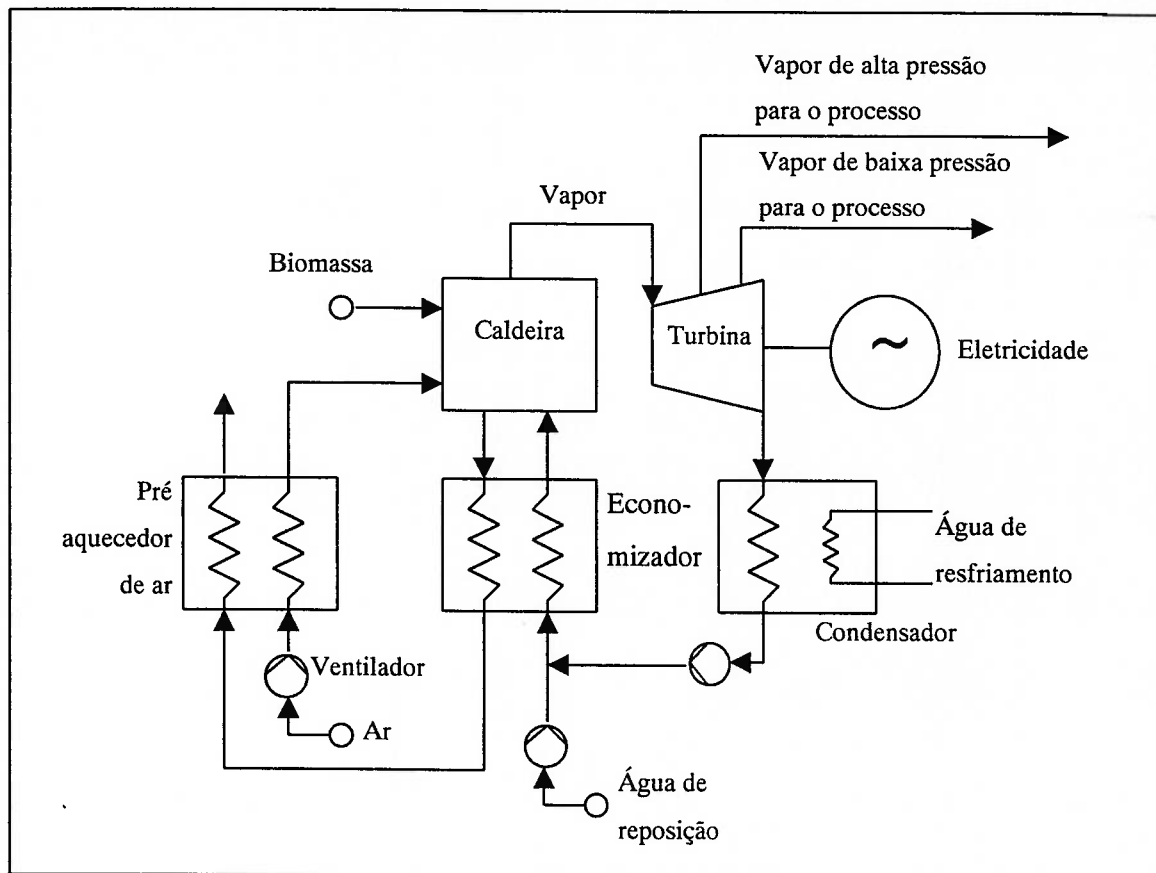 Vapor de alta pressão
para o processo
Vapor de baixa pressão
para o processo
Vapor
Biomassa
Caldeira
Turbina
~
Eletricidade
Pré
aquecedor
de ar
Econo-
mizador
Água de
resfriamento
Condensador
Ventilador
Ar
Água de
reposição